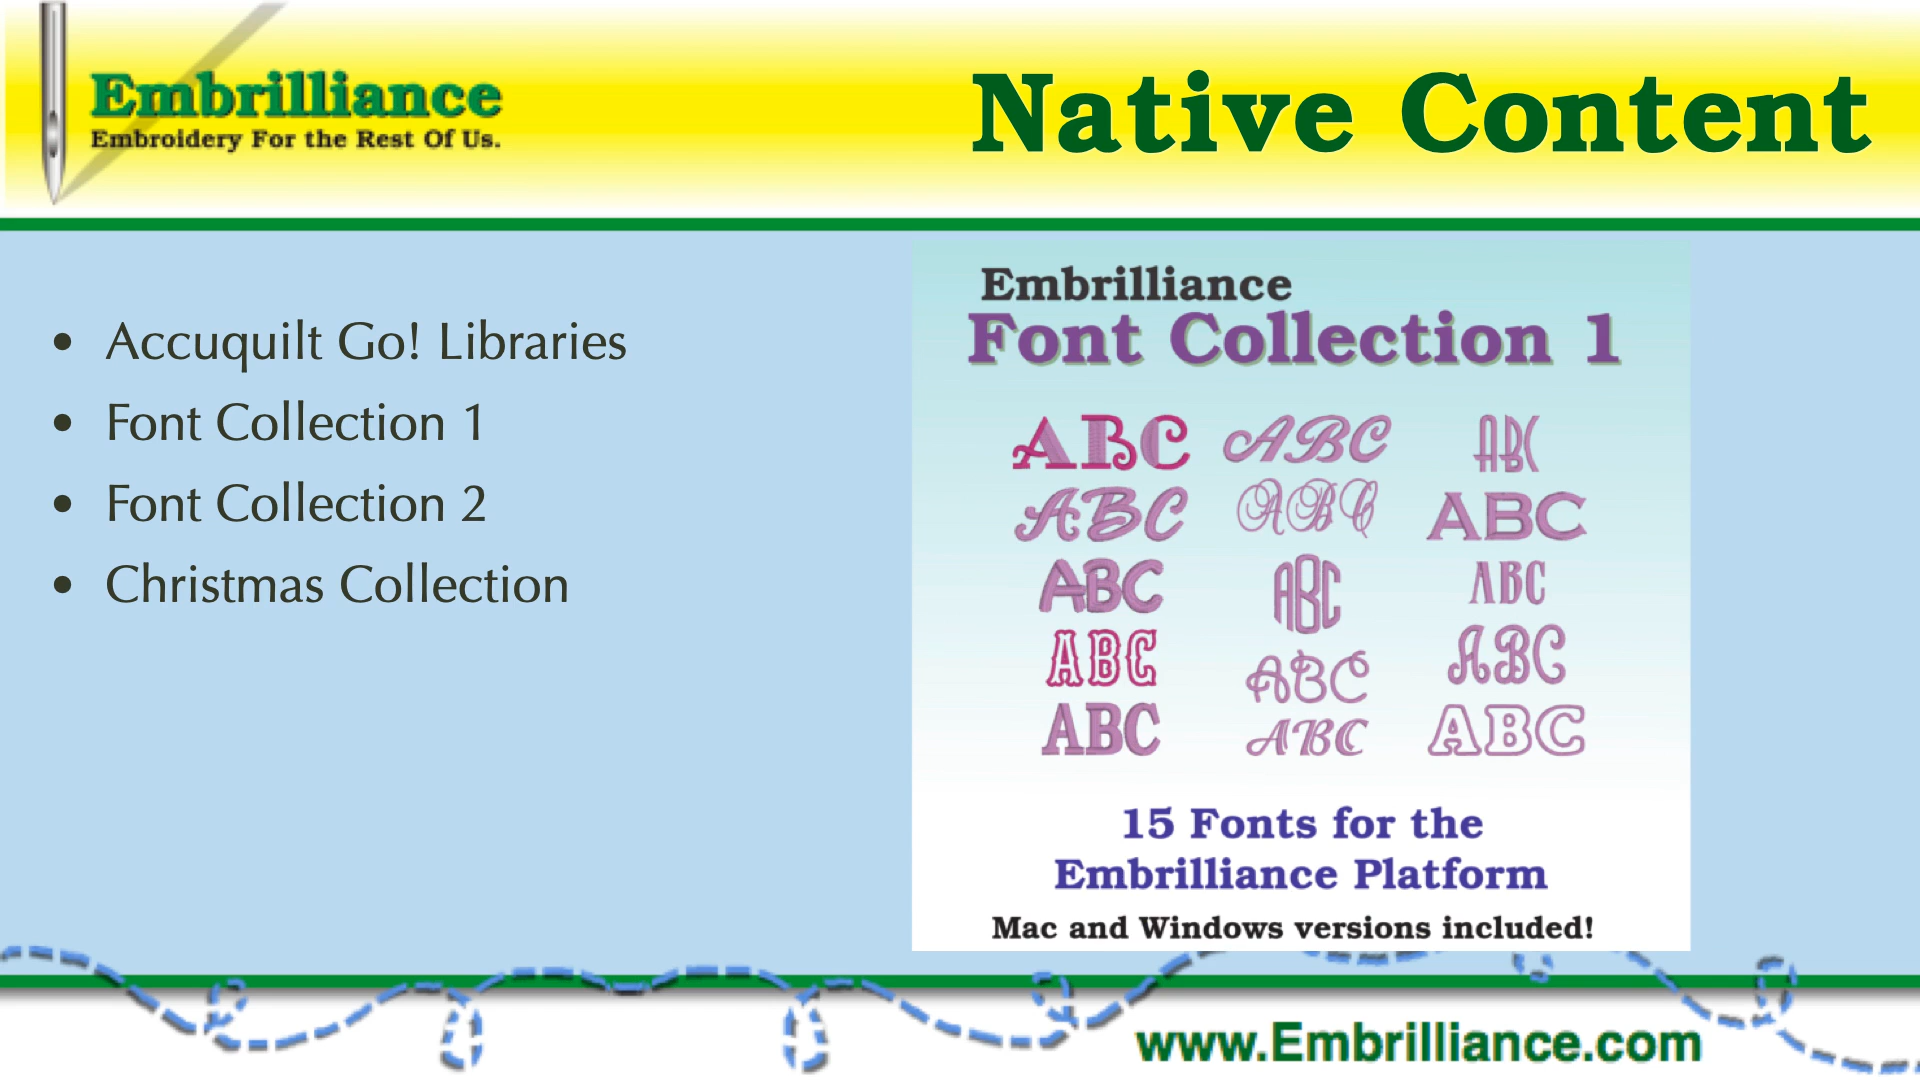 Embrilliance
Embroidery For the Rest Of Us.
Native Content
• Accuquilt Go! Libraries
• Font Collection 1
• Font Collection 2
• Christmas Collection
Embrilliance
Font Collection 1
ABC ABC ABC
ABC ABC ABC
ABC ABC ABC
ABC ABC ABC
ABC ABC ABC
15 Fonts for the
Embrilliance Platform
Mac and Windows versions included!
www.Embrilliance.com